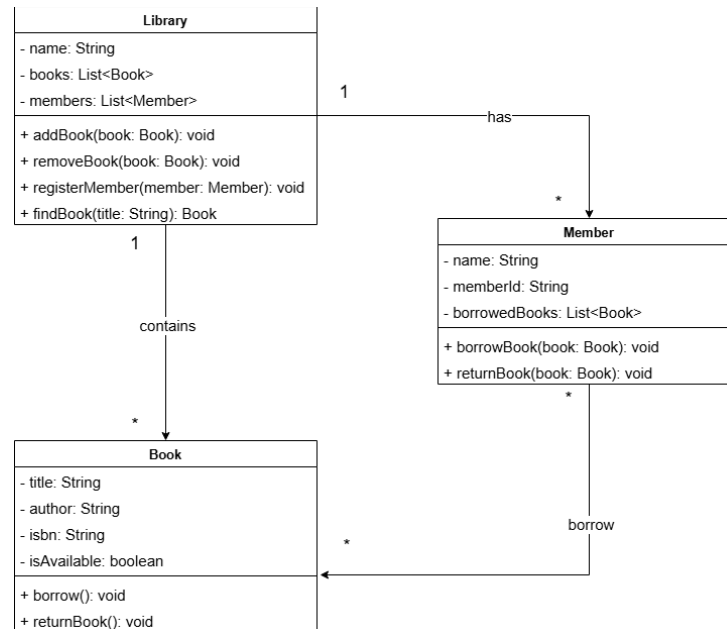 Library
- name: String
- books: List<Book>
- members: List<Member>
+ addBook(book: Book): void
+ removeBook(book: Book): void
+ registerMember(member: Member): void
+ findBook(title: String): Book
1
has
*
1
contains
*
Member
- name: String
- memberId: String
- borrowedBooks: List<Book>
+ borrowBook(book: Book): void
+ returnBook(book: Book): void
*
borrow
*
Book
- title: String
- author: String
- isbn: String
- isAvailable: boolean
+ borrow(): void
+ returnBook(): void